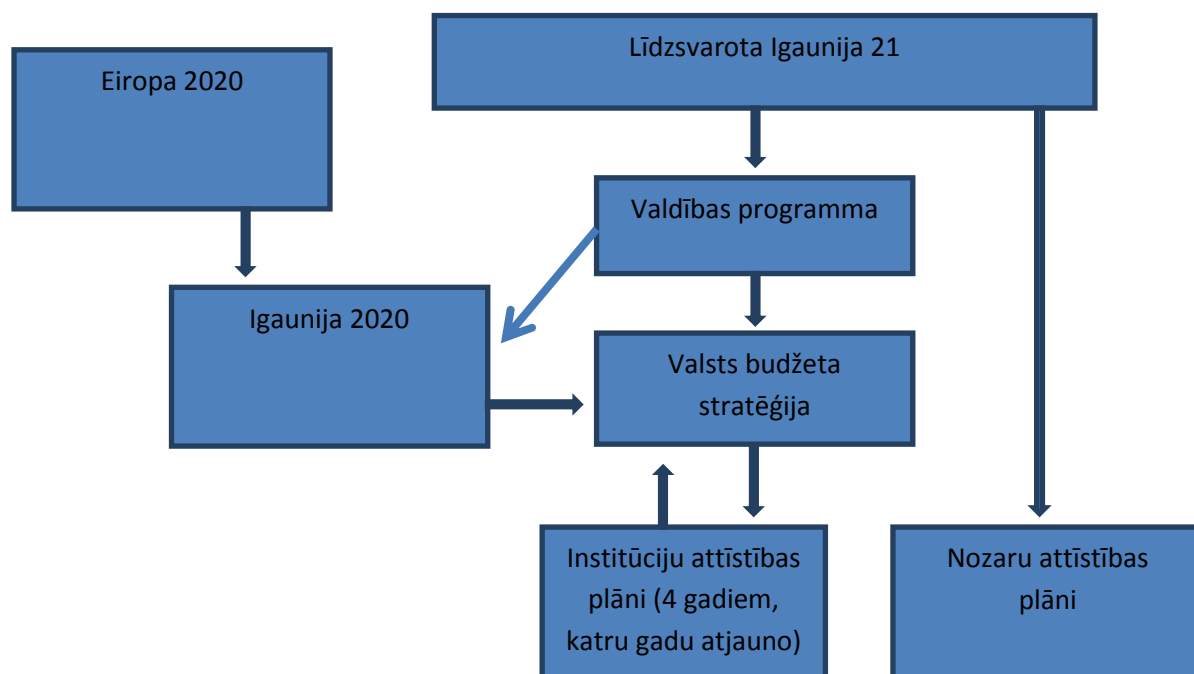 Līdzsvarota Igaunija 21
Eiropa 2020
Valdības programma
Igaunija 2020
Valsts budžeta
stratēģija
Institūciju attīstības
plāni (4 gadiem,
katru gadu atjauno)
Nozaru attīstības
plāni